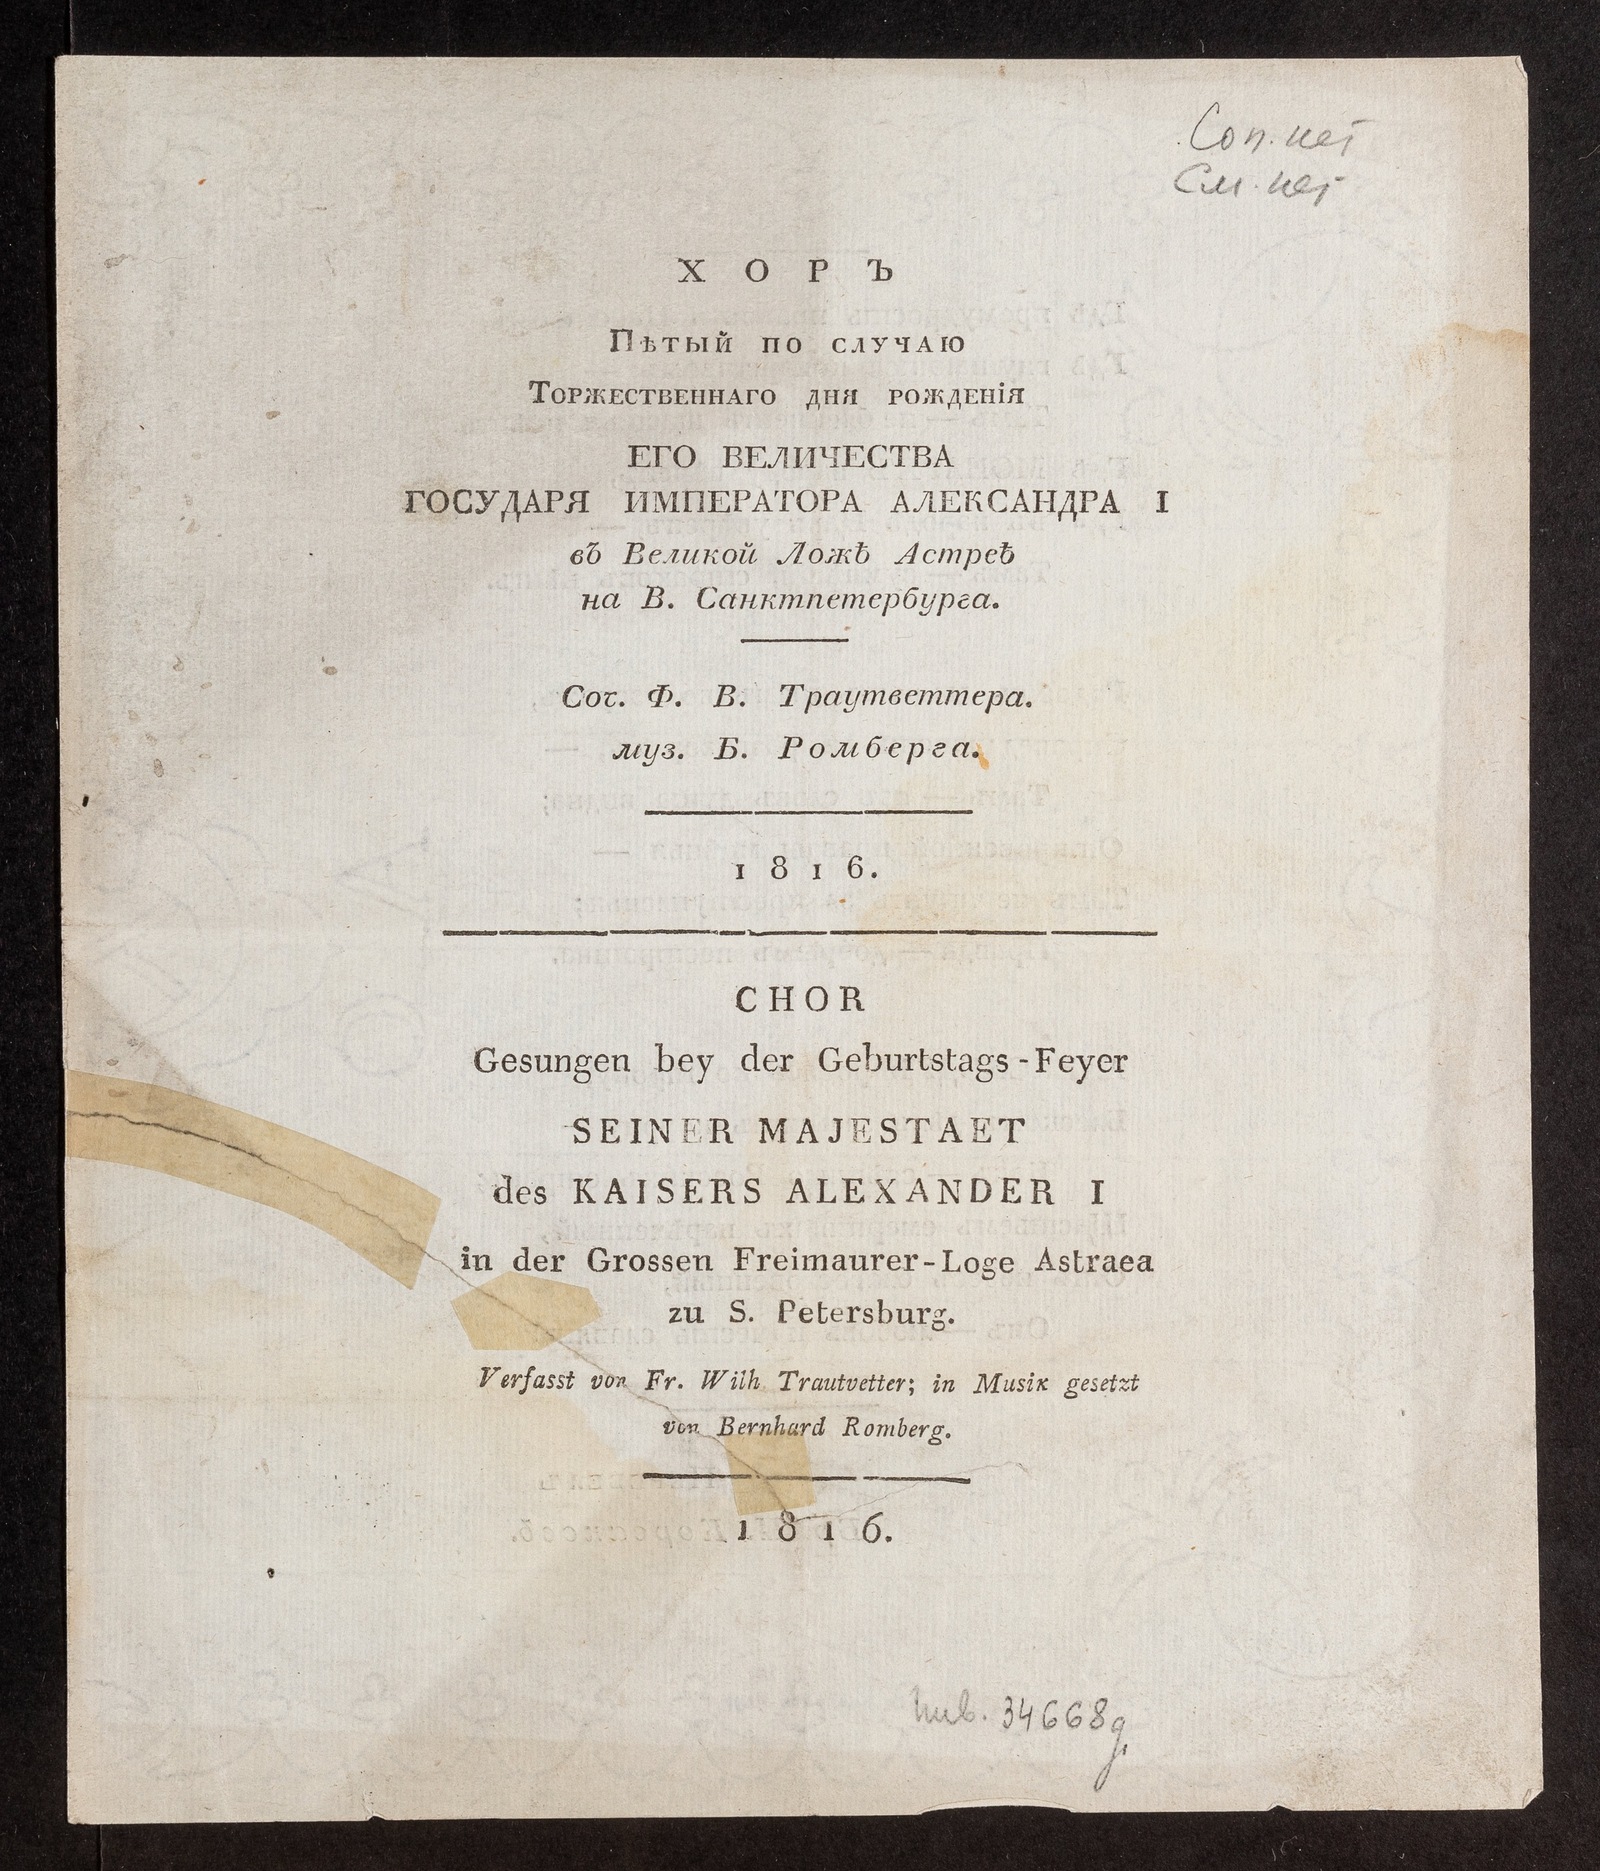 Соп. нет
См. нет
ХОРЪ
Пѣтый по случаю
Торжественнаго дня рожденія
ЕГО ВЕЛИЧЕСТВА
ГОСУДАРЯ ИМПЕРАТОРА АЛЕКСАНДРА I
въ Великой Ложѣ Астреѣ
на В. Санктпетербурга.
Соч. Ф. В. Траутветтера.
муз. Б. Ромберга.
1816.
CHOR
Gesungen bey der Geburtstags-Feyer
SEINER MAJESTAET
des KAISERS ALEXANDER I
in der Grossen Freimaurer-Loge Astraea
zu S. Petersburg.
Verfasst von Fr. Wilh Trautvetter; in Musik gesetzt
von Bernhard Romberg.
1816.
Инв. 34668д